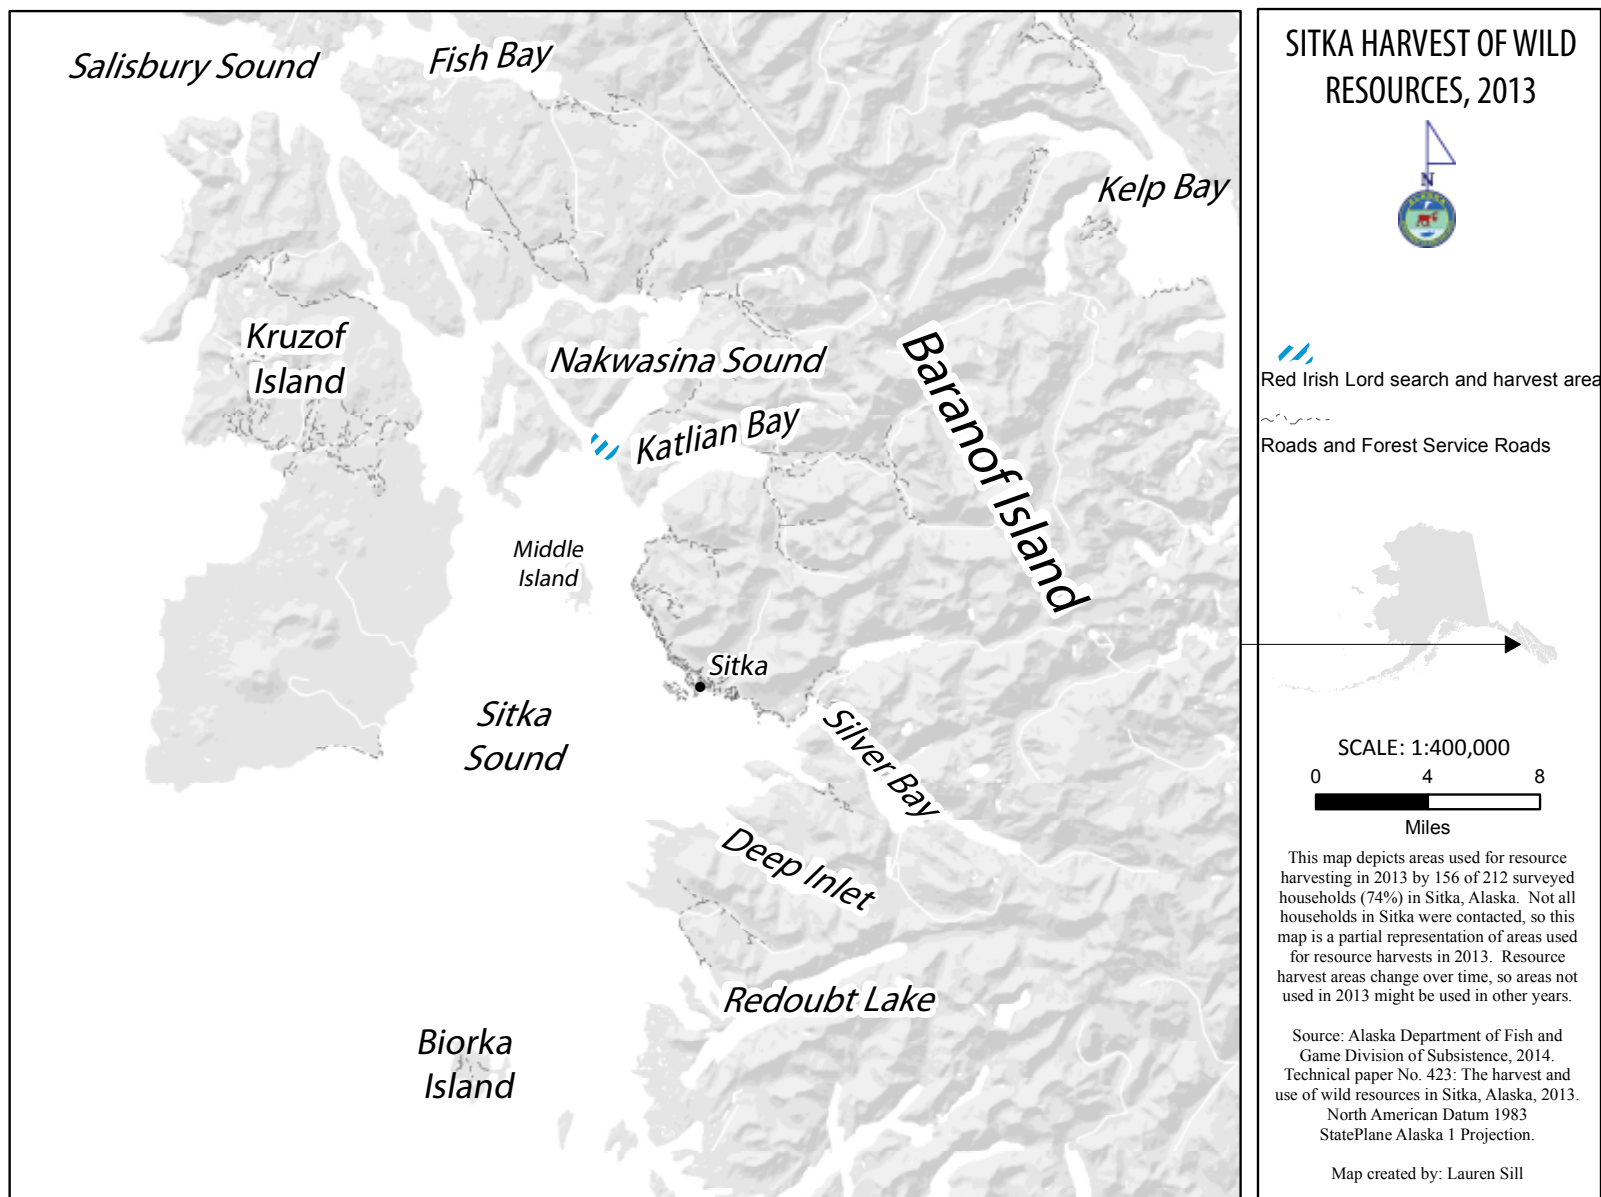 Salisbury Sound
Fish Bay
Kelp Bay
Kruzof
Island
Nakwasina Sound
Katlian Bay
Baranof Island
Middle
Island
Sitka
Sitka
Sound
Silver Bay
Deep Inlet
Redoubt Lake
Biorka
Island
SITKA HARVEST OF WILD
RESOURCES, 2013
N
ALASKA
Red Irish Lord search and harvest area
Roads and Forest Service Roads
SCALE: 1:400,000
0 4 8
Miles
This map depicts areas used for resource
harvesting in 2013 by 156 of 212 surveyed
households (74%) in Sitka, Alaska. Not all
households in Sitka were contacted, so this
map is a partial representation of areas used
for resource harvests in 2013. Resource
harvest areas change over time, so areas not
used in 2013 might be used in other years.
Source: Alaska Department of Fish and
Game Division of Subsistence, 2014.
Technical paper No. 423: The harvest and
use of wild resources in Sitka, Alaska, 2013.
North American Datum 1983
StatePlane Alaska 1 Projection.
Map created by: Lauren Sill